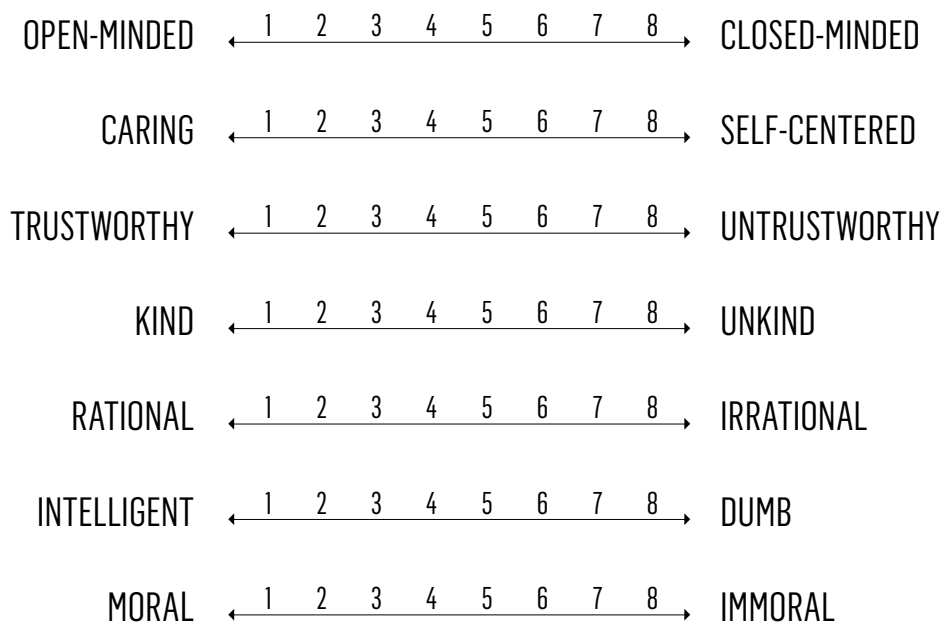 OPEN-MINDED 1 2 3 4 5 6 7 8 CLOSED-MINDED
CARING 1 2 3 4 5 6 7 8 SELF-CENTERED
TRUSTWORTHY 1 2 3 4 5 6 7 8 UNTRUSTWORTHY
KIND 1 2 3 4 5 6 7 8 UNKIND
RATIONAL 1 2 3 4 5 6 7 8 IRRATIONAL
INTELLIGENT 1 2 3 4 5 6 7 8 DUMB
MORAL 1 2 3 4 5 6 7 8 IMMORAL